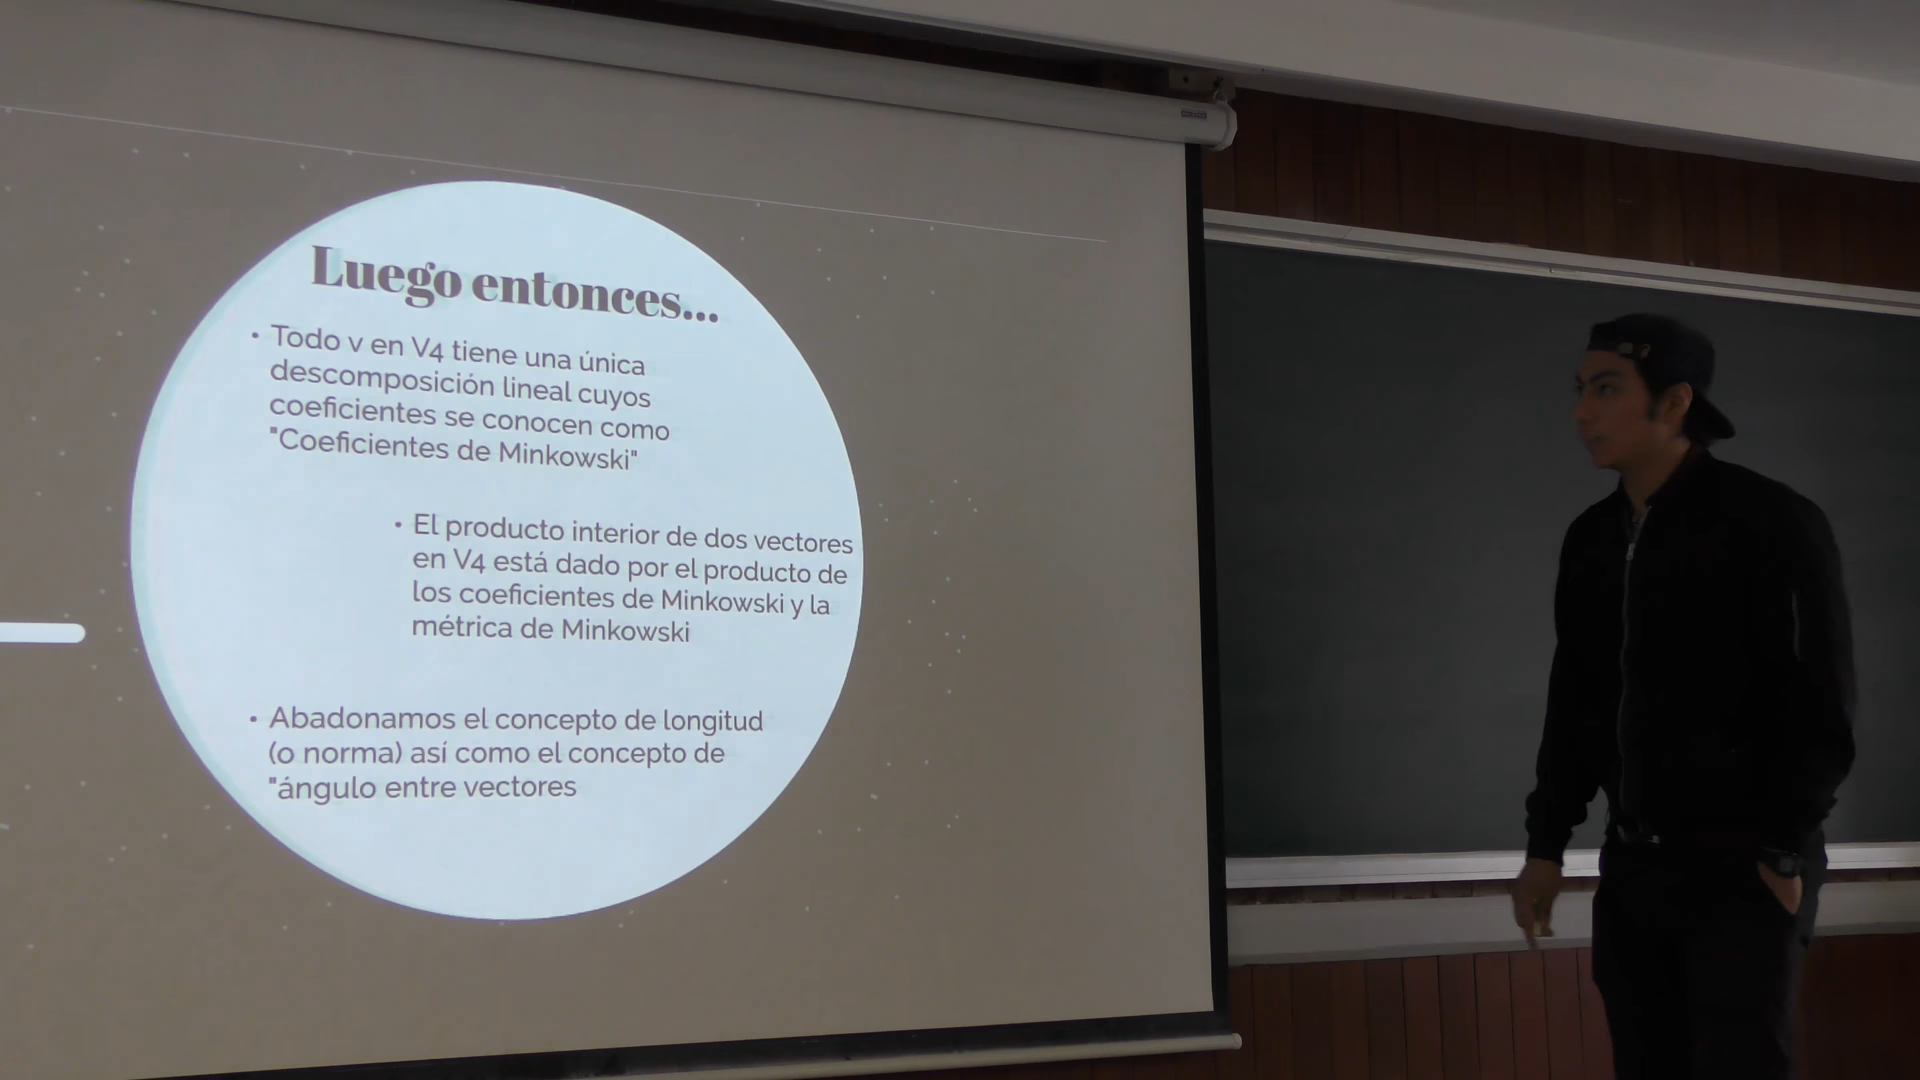 Luego entonces...
• Todo v en V4 tiene una única
descomposición lineal cuyos
coeficientes se conocen como
"Coeficientes de Minkowski"
• El producto interior de dos vectores
en V4 está dado por el producto de
los coeficientes de Minkowski y la
métrica de Minkowski
• Abadonamos el concepto de longitud
(o norma) así como el concepto de
"ángulo entre vectores